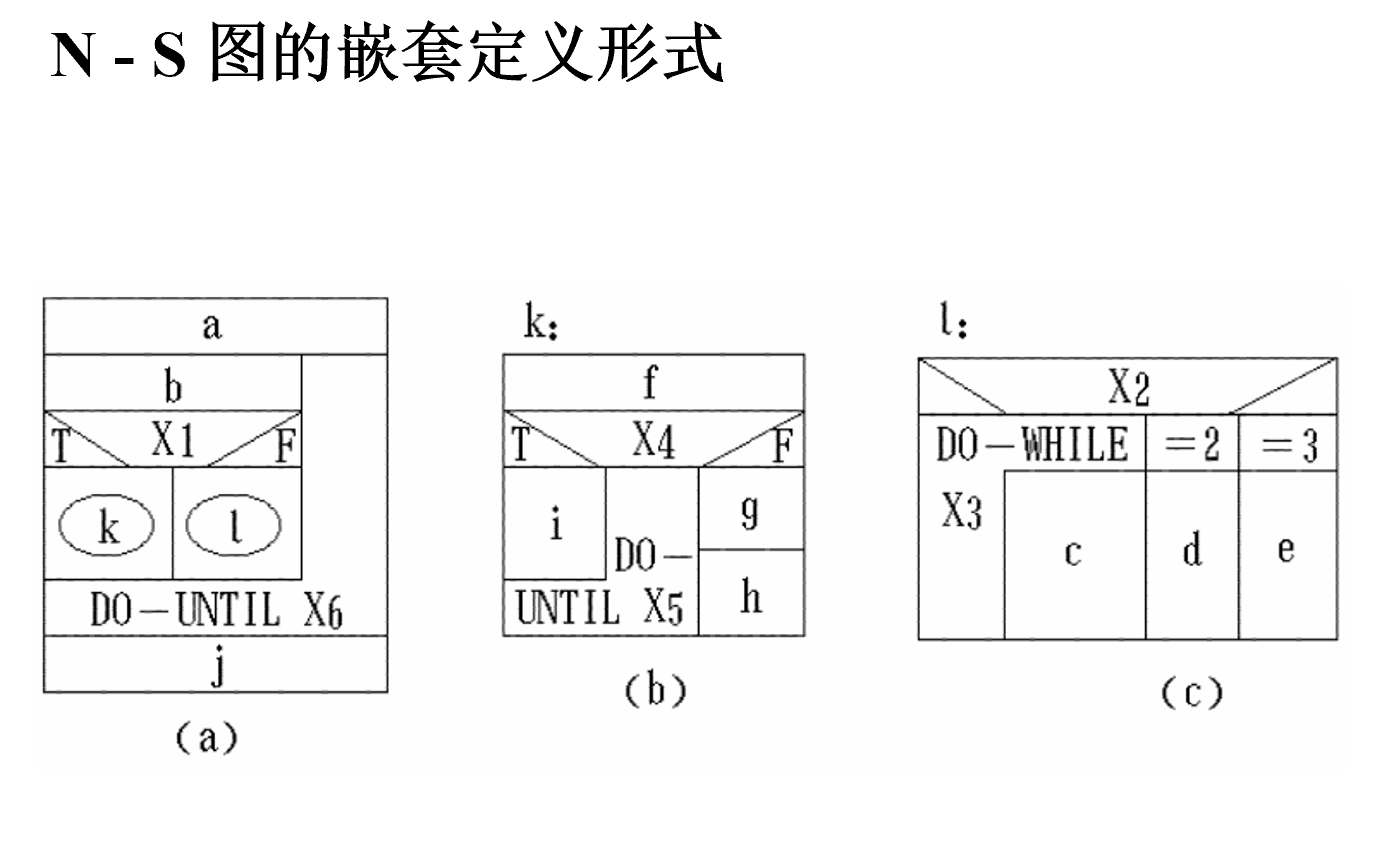 N - S 图的嵌套定义形式
a
b
T X1 F
k l
DO-UNTIL X6
j
(a)
k:
f
T X4 F
i
g
DO-
UNTIL X5
h
(b)
l:
X2
DO-WHILE =2 =3
X3
c d e
(c)